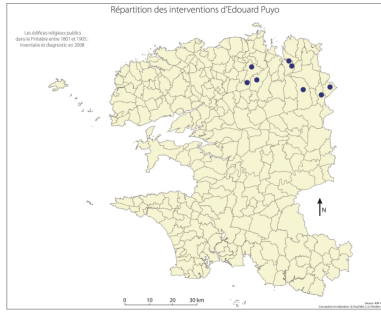 Répartition des interventions d'Edouard Puyo
Les édifices religieux publics
dans le Finistère entre 1801 et 1905 :
inventaire et diagnostic en 2008
N
0 10 20 30 km